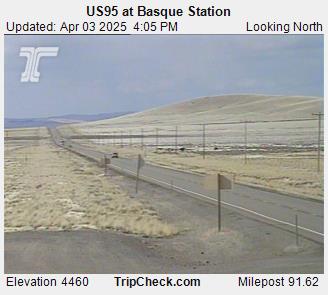 US95 at Basque Station
Updated: Apr 03 2025 4:05 PM Looking North
Elevation 4460 TripCheck.com Milepost 91.62